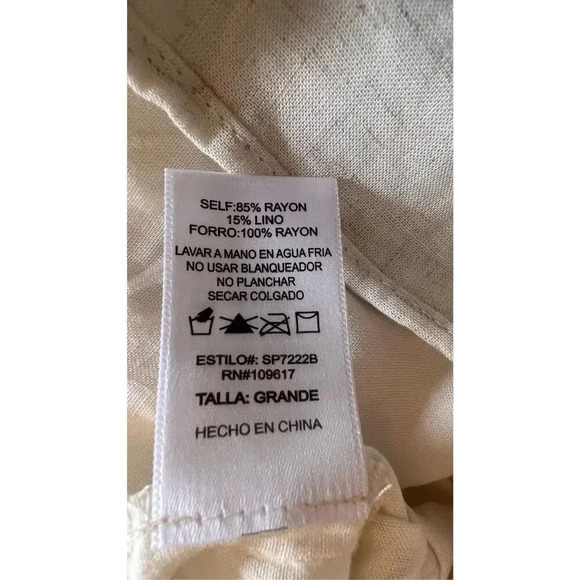 SELF:85% RAYON
15% LINO
FORRO:100% RAYON
LAVAR A MANO EN AGUA FRIA
NO USAR BLANQUEADOR
NO PLANCHAR
SECAR COLGADO
ESTILO#: SP7222B
RN#109617
TALLA: GRANDE
HECHO EN CHINA